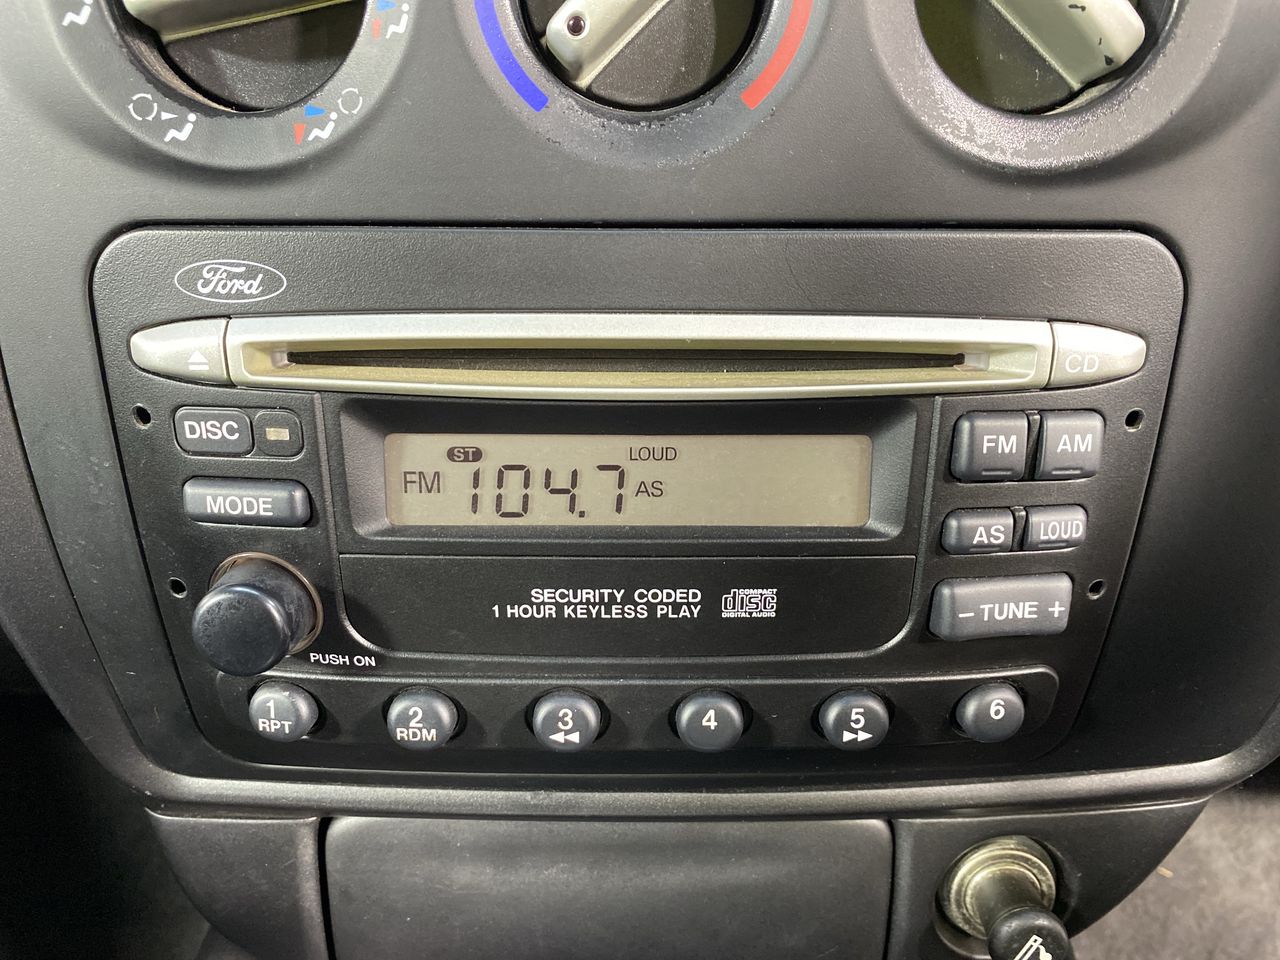 Ford
CD
DISC
FM AM
ST LOUD
FM 104.7 AS
MODE
AS LOUD
SECURITY CODED
1 HOUR KEYLESS PLAY
COMPACT
disc
DIGITAL AUDIO
– TUNE +
PUSH ON
1 2 3 4 5 6
RPT RDM